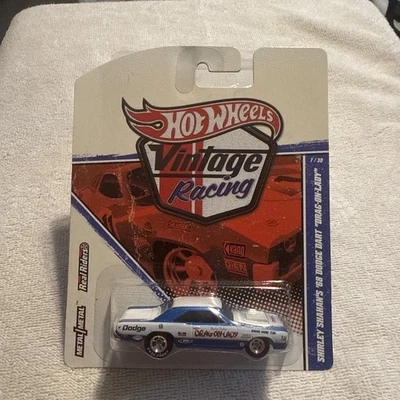 HOT WHEELS
Vintage
Racing
7/30
SHIRLEY SHAHAN'S '68 DODGE DART "DRAG-ON-LADY"
Real Riders
METAL/METAL
Dodge
DRAG-ON-LADY